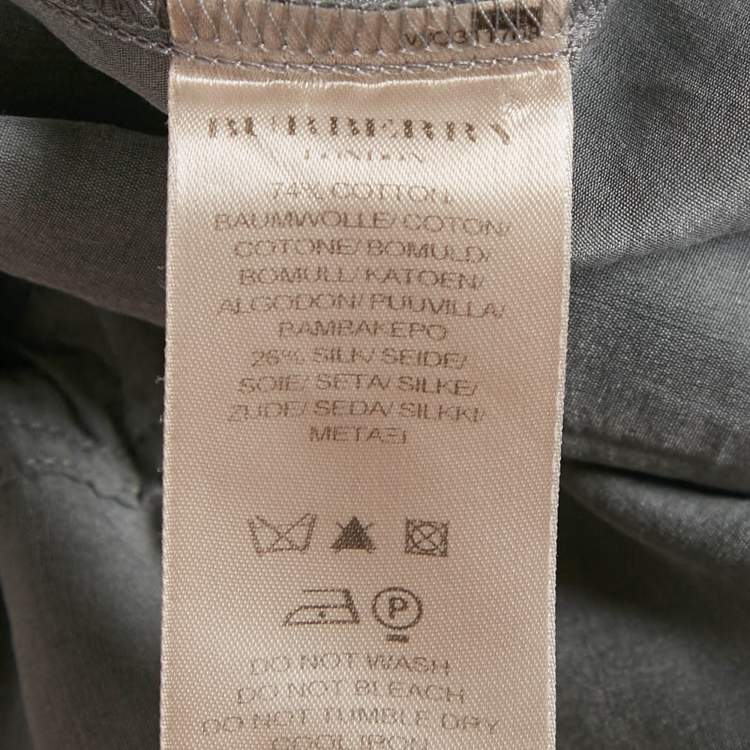 BURBERRY
LONDON
74% COTTON
BAUMWOLLE/ COTON/
COTONE/ BOMULD/
BOMULL/ KATOEN/
ALGODON/ PUUVILLA/
BAMBAKEPO
26% SILK/ SEIDE/
SOIE/ SETA/ SILKE/
ZIJDE/ SEDA/ SILKKI/
METAΞI
P
DO NOT WASH
DO NOT BLEACH
DO NOT TUMBLE DRY
COOL IRON